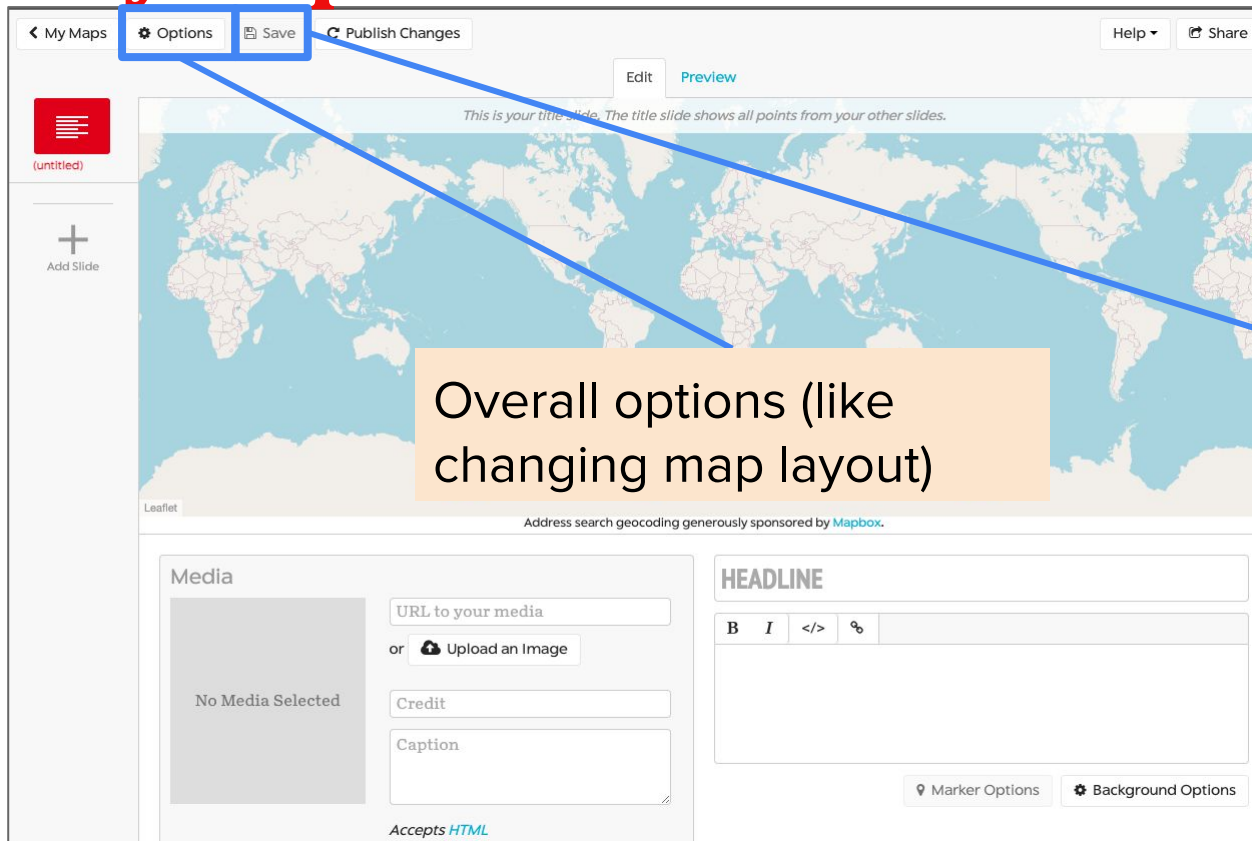 My Maps Options Save Publish Changes Help Share
Edit Preview
This is your title slide. The title slide shows all points from your other slides.
(untitled)
Add Slide
Overall options (like
changing map layout)
Leaflet
Address search geocoding generously sponsored by Mapbox.
Media
No Media Selected
URL to your media
or Upload an Image
Credit
Caption
Accepts HTML
HEADLINE
B I </>
Marker Options Background Options